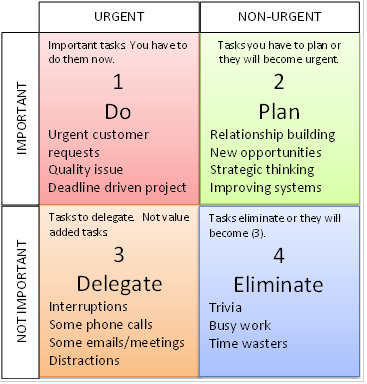 URGENT
NON-URGENT
IMPORTANT
Important tasks. You have to
do them now.
1
Do
Urgent customer
requests
Quality issue
Deadline driven project
Tasks you have to plan or
they will become urgent.
2
Plan
Relationship building
New opportunities
Strategic thinking
Improving systems
NOT IMPORTANT
Tasks to delegate. Not value
added tasks.
3
Delegate
Interruptions
Some phone calls
Some emails/meetings
Distractions
Tasks eliminate or they will
become (3).
4
Eliminate
Trivia
Busy work
Time wasters